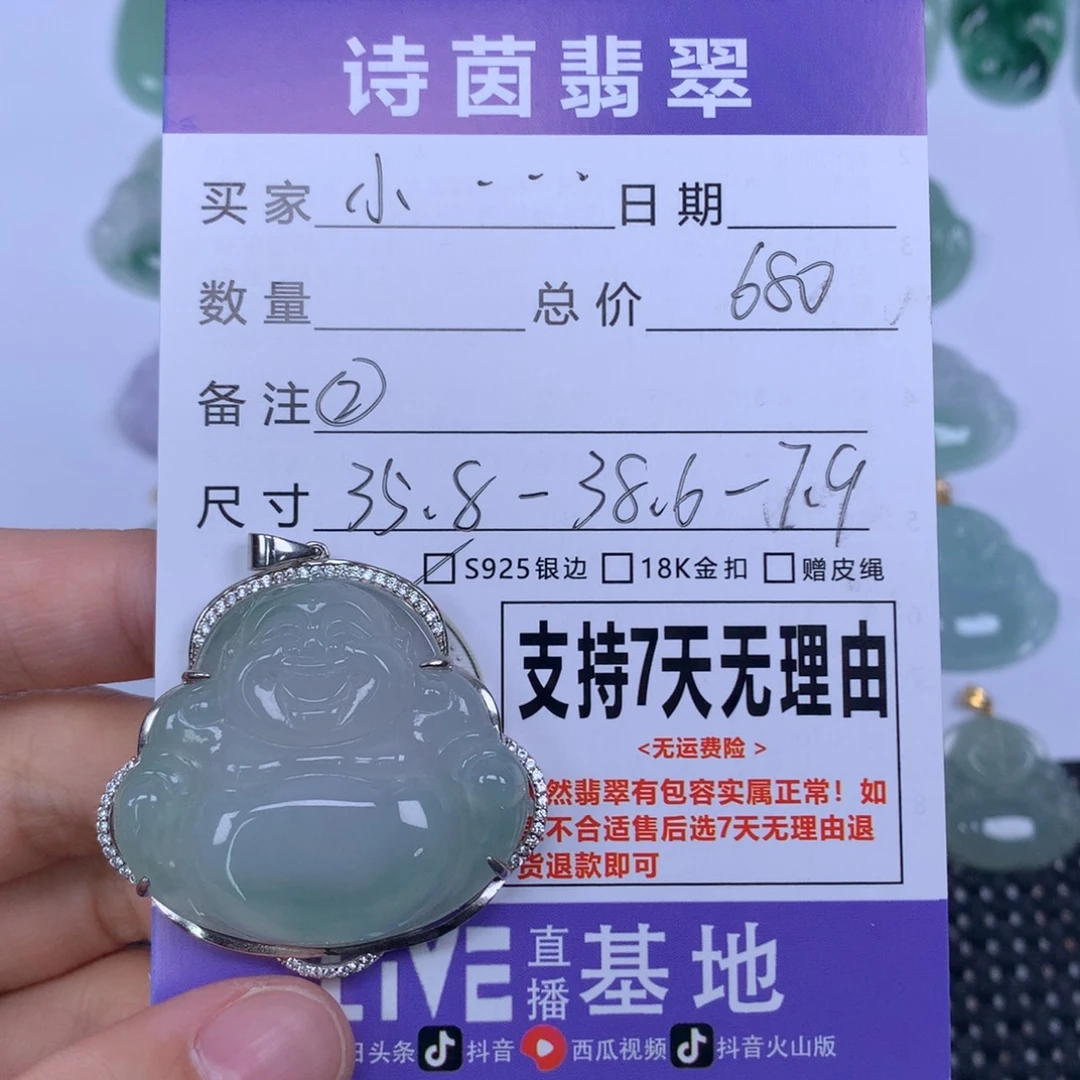 诗茵翡翠
买家 小 ... 日期
数量 总价 680
备注 ②
尺寸 35.8-38.6-7.9
S925银边 18K金扣 赠皮绳
支持7天无理由
<无运费险>
然翡翠有包容实属正常！如
不合适售后选7天无理由退
货退款即可
LIVE 直播 基地
日头条 抖音 西瓜视频 抖音火山版